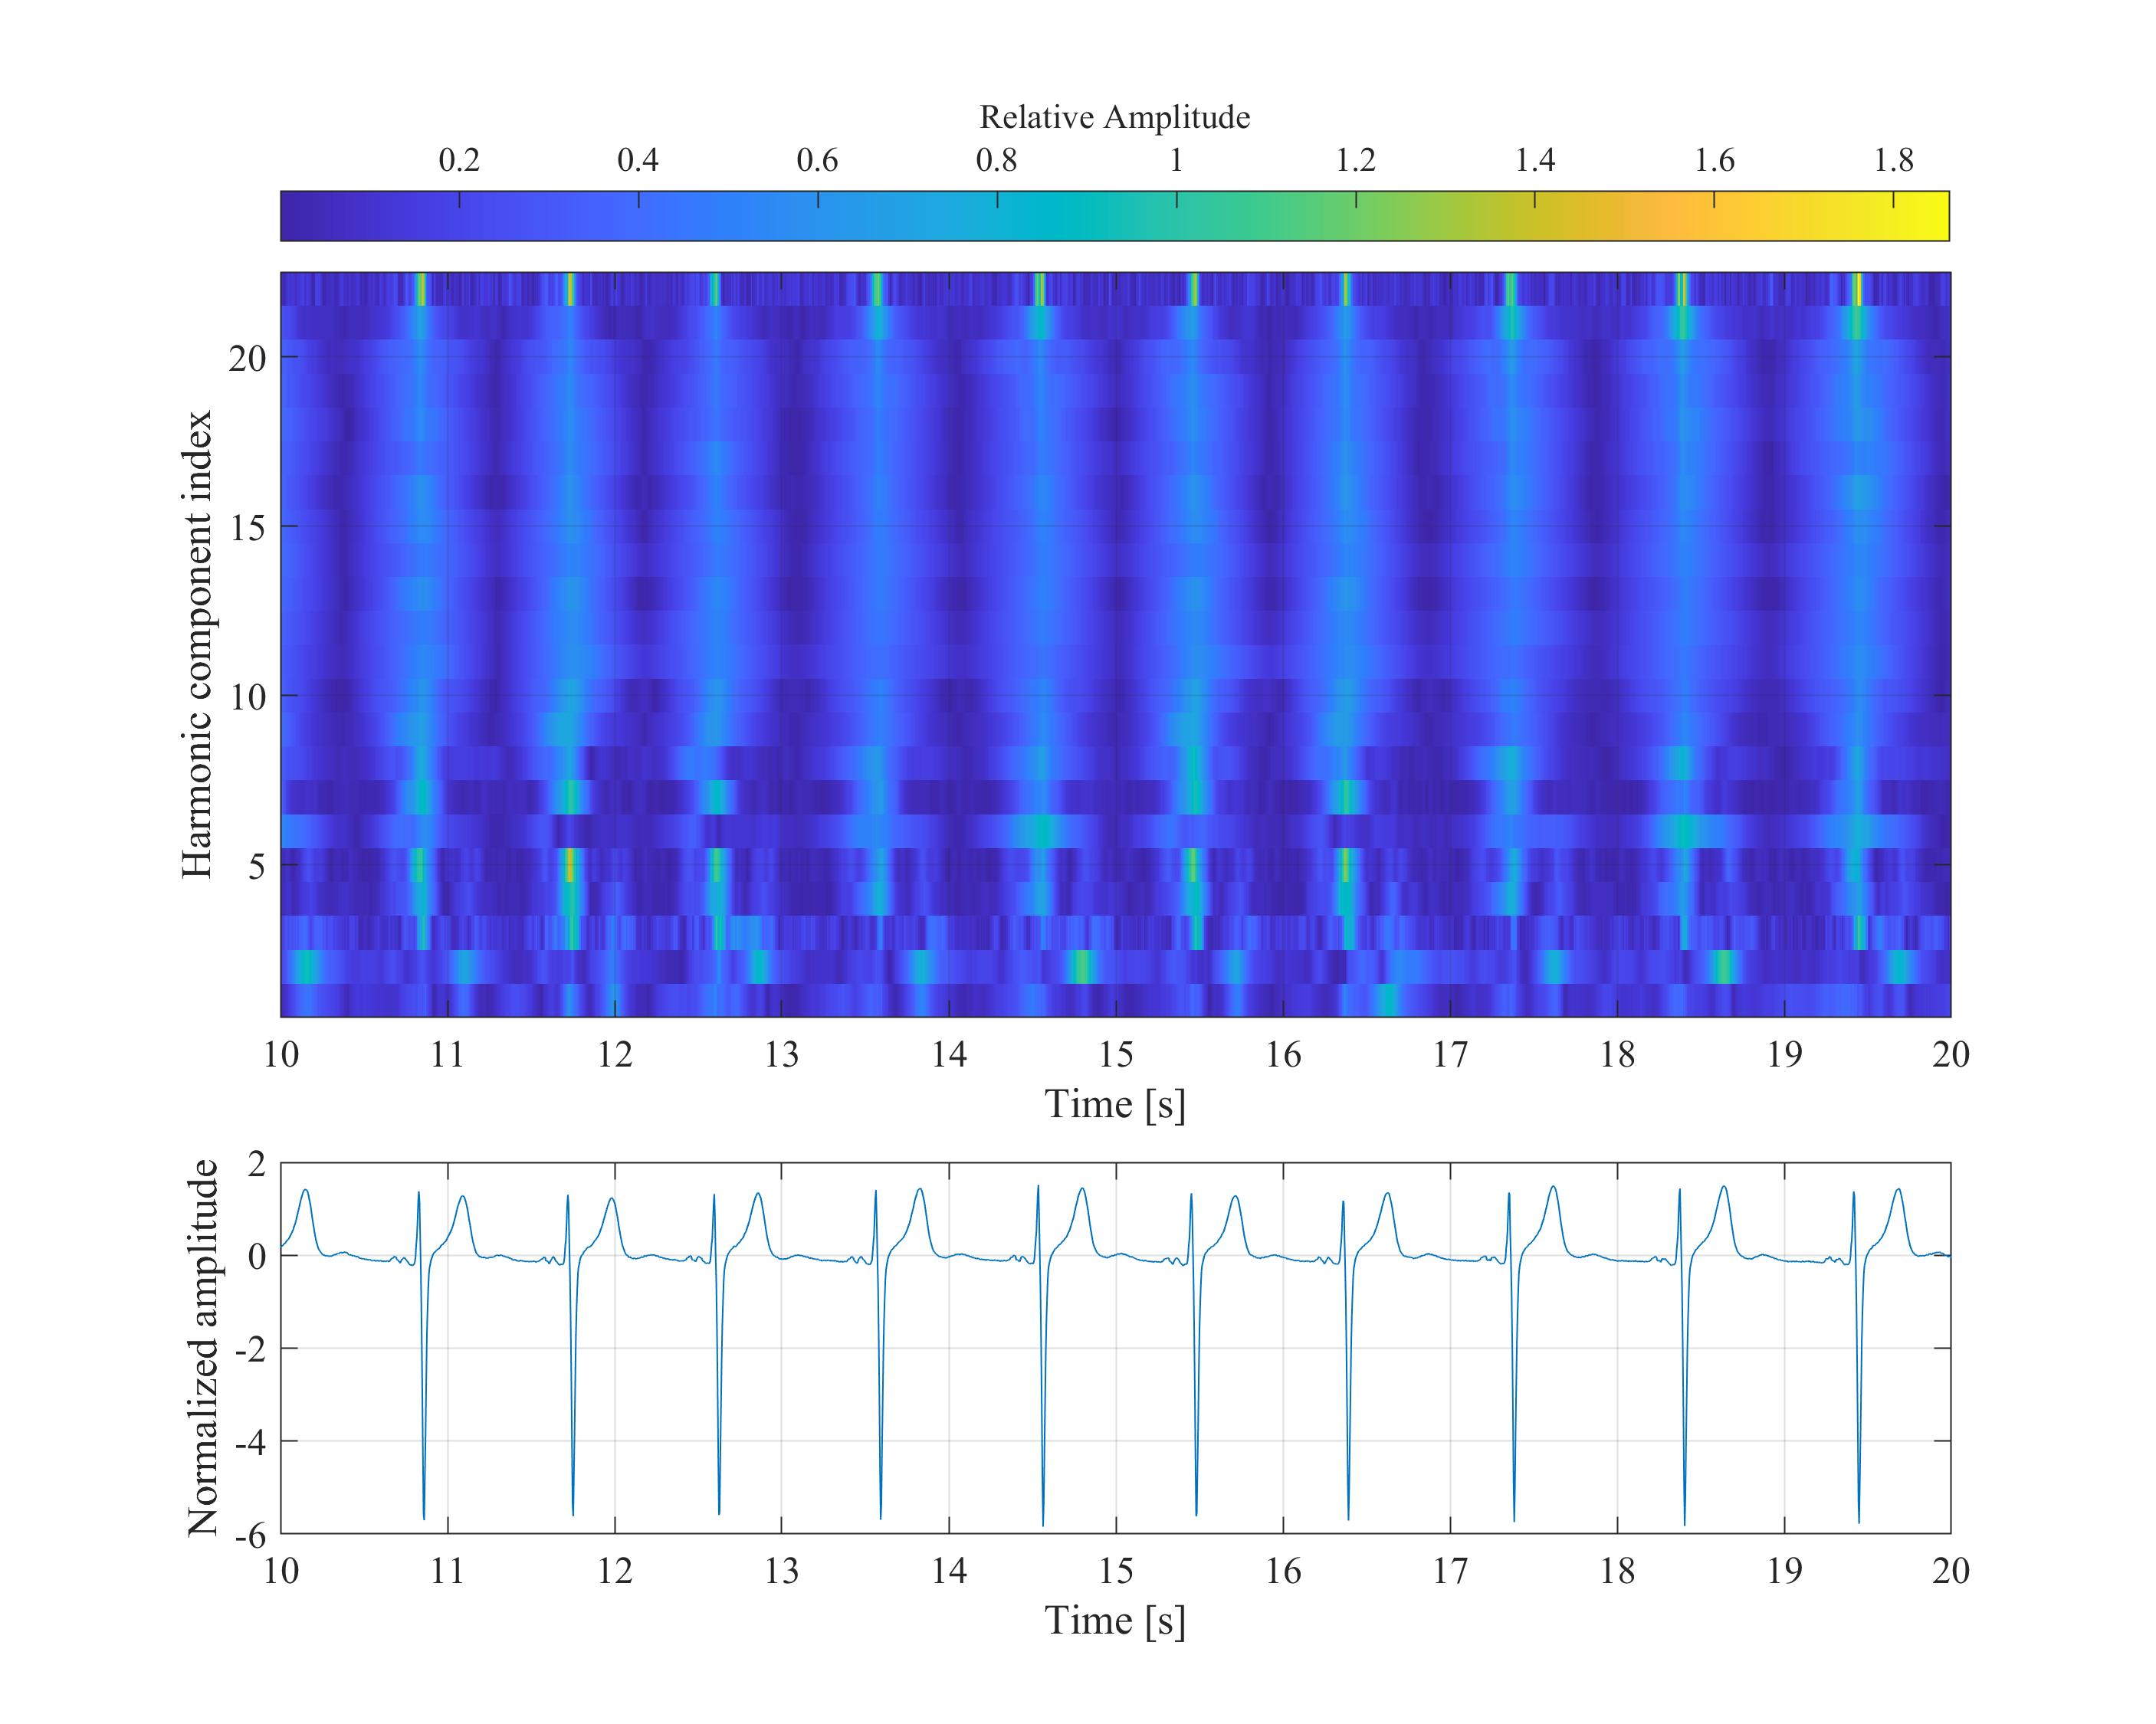 Relative Amplitude
0.2 0.4 0.6 0.8 1 1.2 1.4 1.6 1.8
Harmonic component index
20
15
10
5
10 11 12 13 14 15 16 17 18 19 20
Time [s]
Normalized amplitude
2
0
-2
-4
-6
10 11 12 13 14 15 16 17 18 19 20
Time [s]